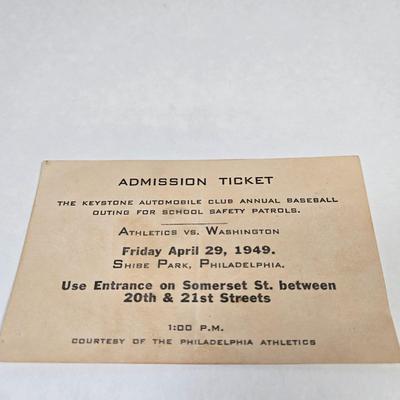 ADMISSION TICKET
THE KEYSTONE AUTOMOBILE CLUB ANNUAL BASEBALL
OUTING FOR SCHOOL SAFETY PATROLS.
ATHLETICS VS. WASHINGTON
Friday April 29, 1949.
SHIBE PARK, PHILADELPHIA.
Use Entrance on Somerset St. between
20th & 21st Streets
1:00 P.M.
COURTESY OF THE PHILADELPHIA ATHLETICS